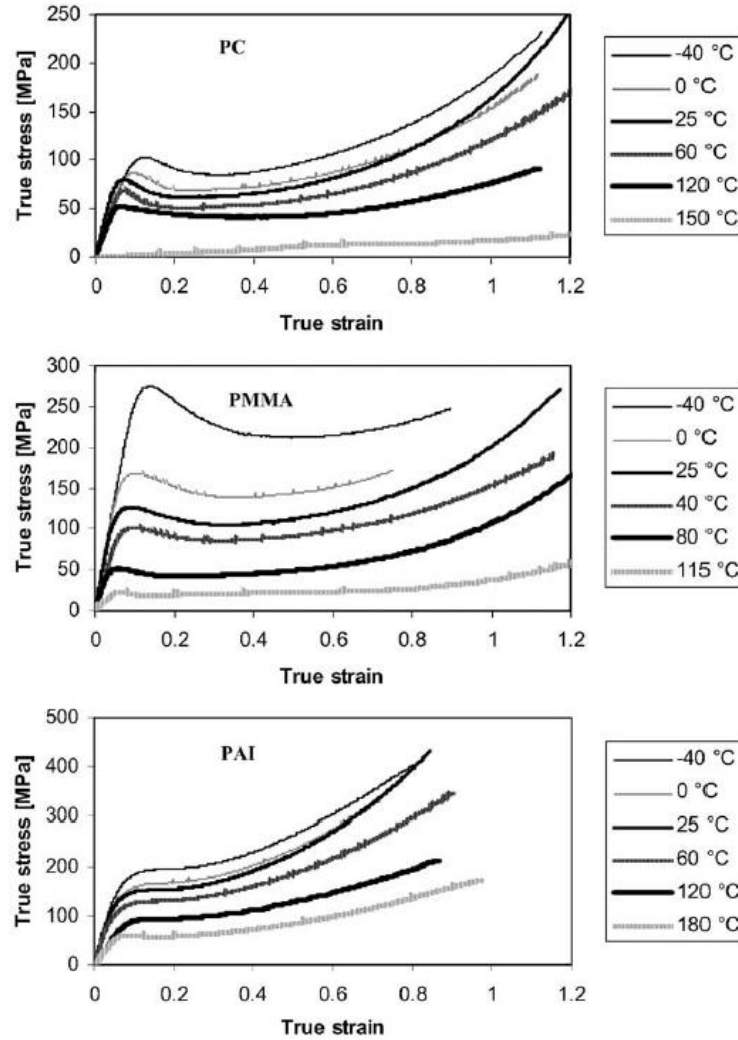 PC
True stress [MPa]
250
200
150
100
50
0
0 0.2 0.4 0.6 0.8 1 1.2
True strain
-40 °C
0 °C
25 °C
60 °C
120 °C
150 °C
PMMA
True stress [MPa]
300
250
200
150
100
50
0
0 0.2 0.4 0.6 0.8 1 1.2
True strain
-40 °C
0 °C
25 °C
40 °C
80 °C
115 °C
PAI
True stress [MPa]
500
400
300
200
100
0
0 0.2 0.4 0.6 0.8 1 1.2
True strain
-40 °C
0 °C
25 °C
60 °C
120 °C
180 °C